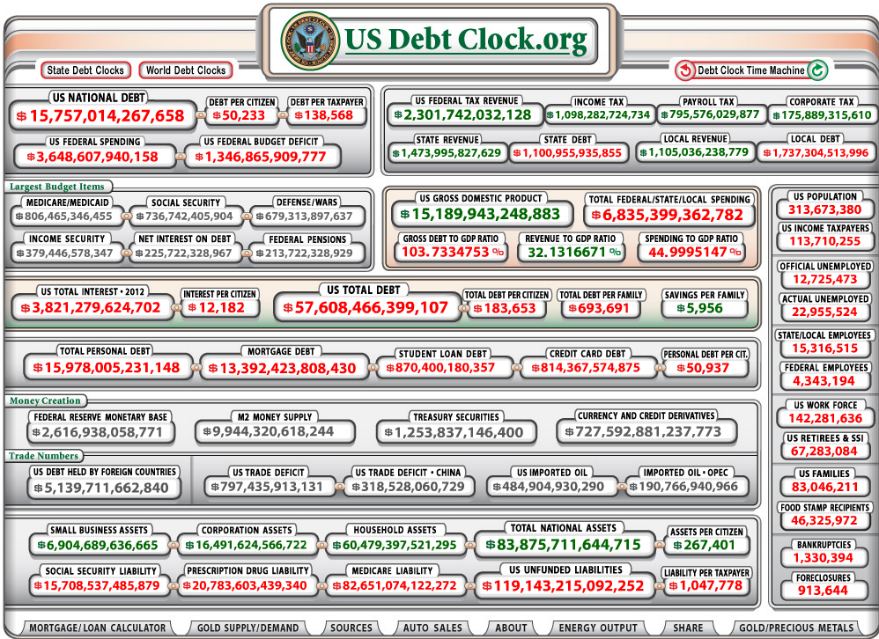 US Debt Clock.org
State Debt Clocks
World Debt Clocks
Debt Clock Time Machine
US NATIONAL DEBT
$15,757,014,267,658
DEBT PER CITIZEN
$50,233
DEBT PER TAXPAYER
$138,568
US FEDERAL SPENDING
$3,648,607,940,158
US FEDERAL BUDGET DEFICIT
$1,346,865,909,777
US FEDERAL TAX REVENUE
$2,301,742,032,128
INCOME TAX
$1,098,282,724,734
PAYROLL TAX
$795,576,029,877
CORPORATE TAX
$175,889,315,610
STATE REVENUE
$1,473,995,827,629
STATE DEBT
$1,100,955,935,855
LOCAL REVENUE
$1,105,036,238,779
LOCAL DEBT
$1,737,304,513,996
Largest Budget Items
MEDICARE/MEDICAID
$806,465,346,455
SOCIAL SECURITY
$736,742,405,904
DEFENSE/WARS
$679,313,897,637
INCOME SECURITY
$379,446,578,347
NET INTEREST ON DEBT
$225,722,328,967
FEDERAL PENSIONS
$213,722,328,929
US GROSS DOMESTIC PRODUCT
$15,189,943,248,883
TOTAL FEDERAL/STATE/LOCAL SPENDING
$6,835,399,362,782
GROSS DEBT TO GDP RATIO
103.7334753 %
REVENUE TO GDP RATIO
32.1316671 %
SPENDING TO GDP RATIO
44.9995147 %
US TOTAL INTEREST • 2012
$3,821,279,624,702
INTEREST PER CITIZEN
$12,182
US TOTAL DEBT
$57,608,466,399,107
TOTAL DEBT PER CITIZEN
$183,653
TOTAL DEBT PER FAMILY
$693,691
SAVINGS PER FAMILY
$5,956
TOTAL PERSONAL DEBT
$15,978,005,231,148
MORTGAGE DEBT
$13,392,423,808,430
STUDENT LOAN DEBT
$870,400,180,357
CREDIT CARD DEBT
$814,367,574,875
PERSONAL DEBT PER CIT.
$50,937
Money Creation
FEDERAL RESERVE MONETARY BASE
$2,616,938,058,771
M2 MONEY SUPPLY
$9,944,320,618,244
TREASURY SECURITIES
$1,253,837,146,400
CURRENCY AND CREDIT DERIVATIVES
$727,592,881,237,773
Trade Numbers
US DEBT HELD BY FOREIGN COUNTRIES
$5,139,711,662,840
US TRADE DEFICIT
$797,435,913,131
US TRADE DEFICIT • CHINA
$318,528,060,729
US IMPORTED OIL
$484,904,930,290
IMPORTED OIL • OPEC
$190,766,940,966
SMALL BUSINESS ASSETS
$6,904,689,636,665
CORPORATION ASSETS
$16,491,624,566,722
HOUSEHOLD ASSETS
$60,479,397,521,295
TOTAL NATIONAL ASSETS
$83,875,711,644,715
ASSETS PER CITIZEN
$267,401
SOCIAL SECURITY LIABILITY
$15,708,537,485,879
PRESCRIPTION DRUG LIABILITY
$20,783,603,439,340
MEDICARE LIABILITY
$82,651,074,122,272
US UNFUNDED LIABILITIES
$119,143,215,092,252
LIABILITY PER TAXPAYER
$1,047,778
US POPULATION
313,673,380
US INCOME TAXPAYERS
113,710,255
OFFICIAL UNEMPLOYED
12,725,473
ACTUAL UNEMPLOYED
22,955,524
STATE/LOCAL EMPLOYEES
15,316,515
FEDERAL EMPLOYEES
4,343,194
US WORK FORCE
142,281,636
US RETIREES & SSI
67,283,084
US FAMILIES
83,046,211
FOOD STAMP RECIPIENTS
46,325,972
BANKRUPTCIES
1,330,394
FORECLOSURES
913,644
MORTGAGE/LOAN CALCULATOR
GOLD SUPPLY/DEMAND
SOURCES
AUTO SALES
ABOUT
ENERGY OUTPUT
SHARE
GOLD/PRECIOUS METALS